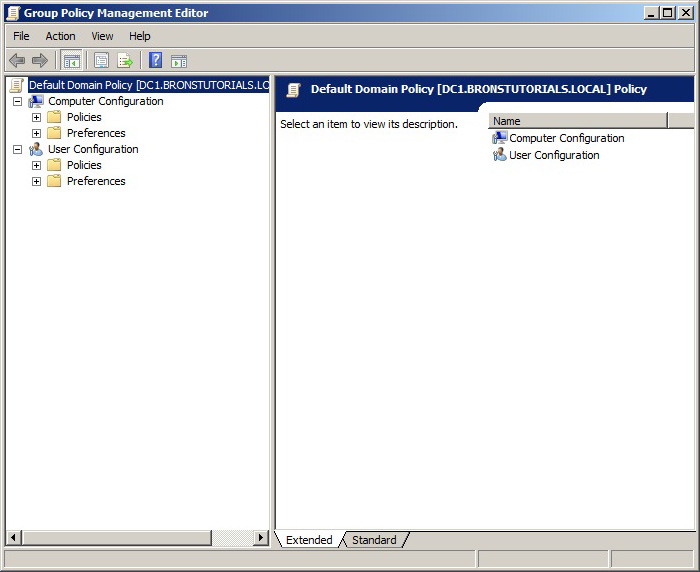 Group Policy Management Editor
File Action View Help
Default Domain Policy [DC1.BRONSTUTORIALS.LO
Computer Configuration
Policies
Preferences
User Configuration
Policies
Preferences
Default Domain Policy [DC1.BRONSTUTORIALS.LOCAL] Policy
Select an item to view its description.
Name
Computer Configuration
User Configuration
Extended Standard